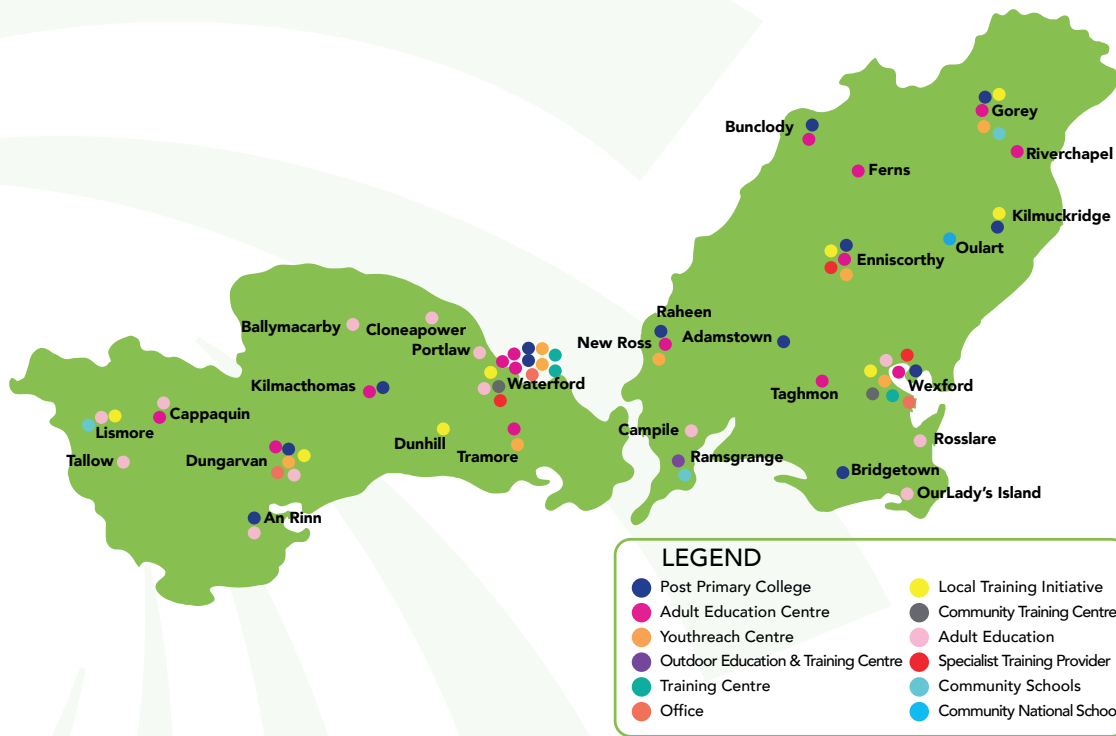 Gorey
Bunclody
Riverchapel
Ferns
Kilmuckridge
Oulart
Enniscorthy
Raheen
Ballymacarby
Cloneapower
New Ross
Adamstown
Portlaw
Kilmacthomas
Waterford
Wexford
Taghmon
Cappaquin
Lismore
Dunhill
Tramore
Campile
Rosslare
Tallow
Dungarvan
Ramsgrange
Bridgetown
OurLady's Island
An Rinn
LEGEND
Post Primary College
Adult Education Centre
Youthreach Centre
Outdoor Education & Training Centre
Training Centre
Office
Local Training Initiative
Community Training Centre
Adult Education
Specialist Training Provider
Community Schools
Community National Schoo